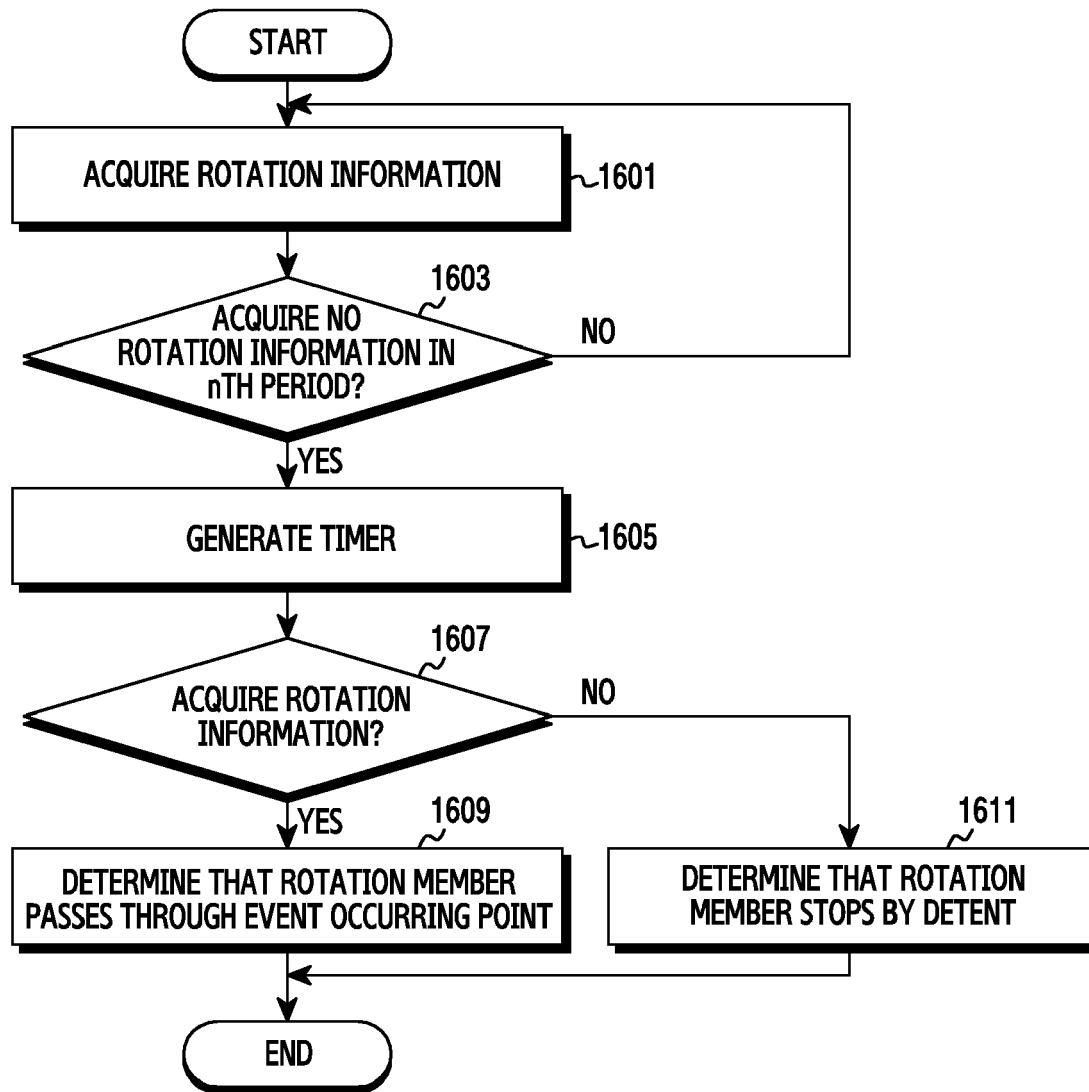 START
ACQUIRE ROTATION INFORMATION
1601
1603
ACQUIRE NO
ROTATION INFORMATION IN
nTH PERIOD?
NO
YES
GENERATE TIMER
1605
1607
ACQUIRE ROTATION
INFORMATION?
NO
YES
1609
DETERMINE THAT ROTATION MEMBER
PASSES THROUGH EVENT OCCURRING POINT
1611
DETERMINE THAT ROTATION
MEMBER STOPS BY DETENT
END